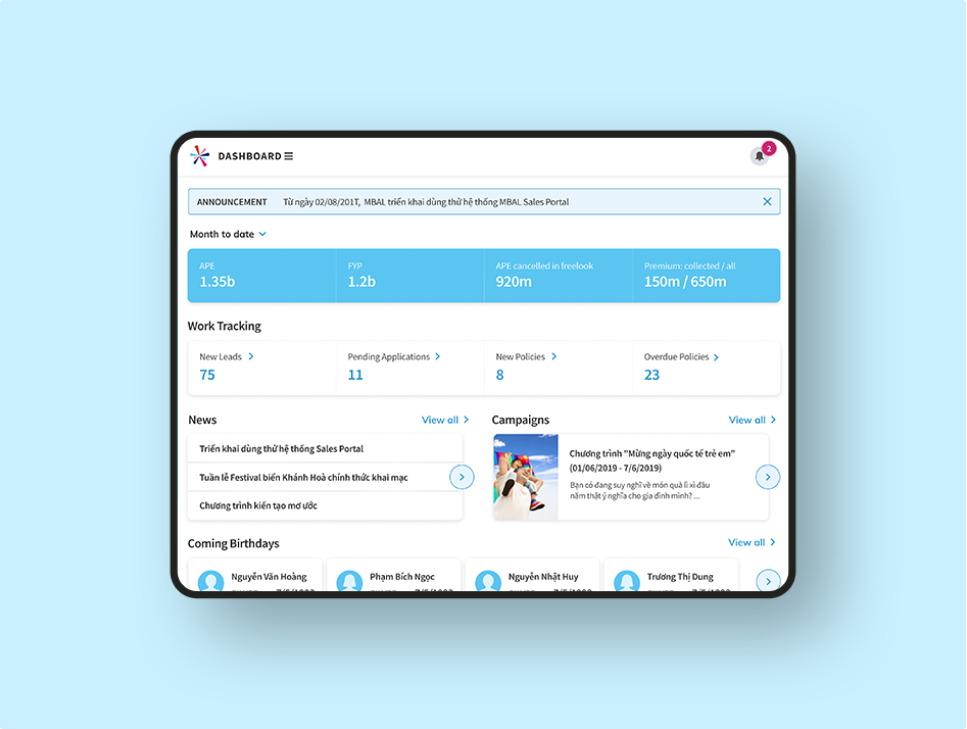 DASHBOARD
2
ANNOUNCEMENT Từ ngày 02/08/201T, MBAL triển khai dùng thử hệ thống MBAL Sales Portal
Month to date
APE
1.35b
FYP
1.2b
APE cancelled in freelook
920m
Premium: collected / all
150m / 650m
Work Tracking
New Leads
75
Pending Applications
11
New Policies
8
Overdue Policies
23
News
View all
Triển khai dùng thử hệ thống Sales Portal
Tuần lễ Festival biển Khánh Hoà chính thức khai mạc
Chương trình kiến tạo mơ ước
Campaigns
View all
Chương trình "Mừng ngày quốc tế trẻ em"
(01/06/2019 - 7/6/2019)
Bạn có đang suy nghĩ về món quà lì xì đầu
năm thật ý nghĩa cho gia đình mình? ...
Coming Birthdays
View all
Nguyễn Văn Hoàng
Phạm Bích Ngọc
Nguyễn Nhật Huy
Trương Thị Dung